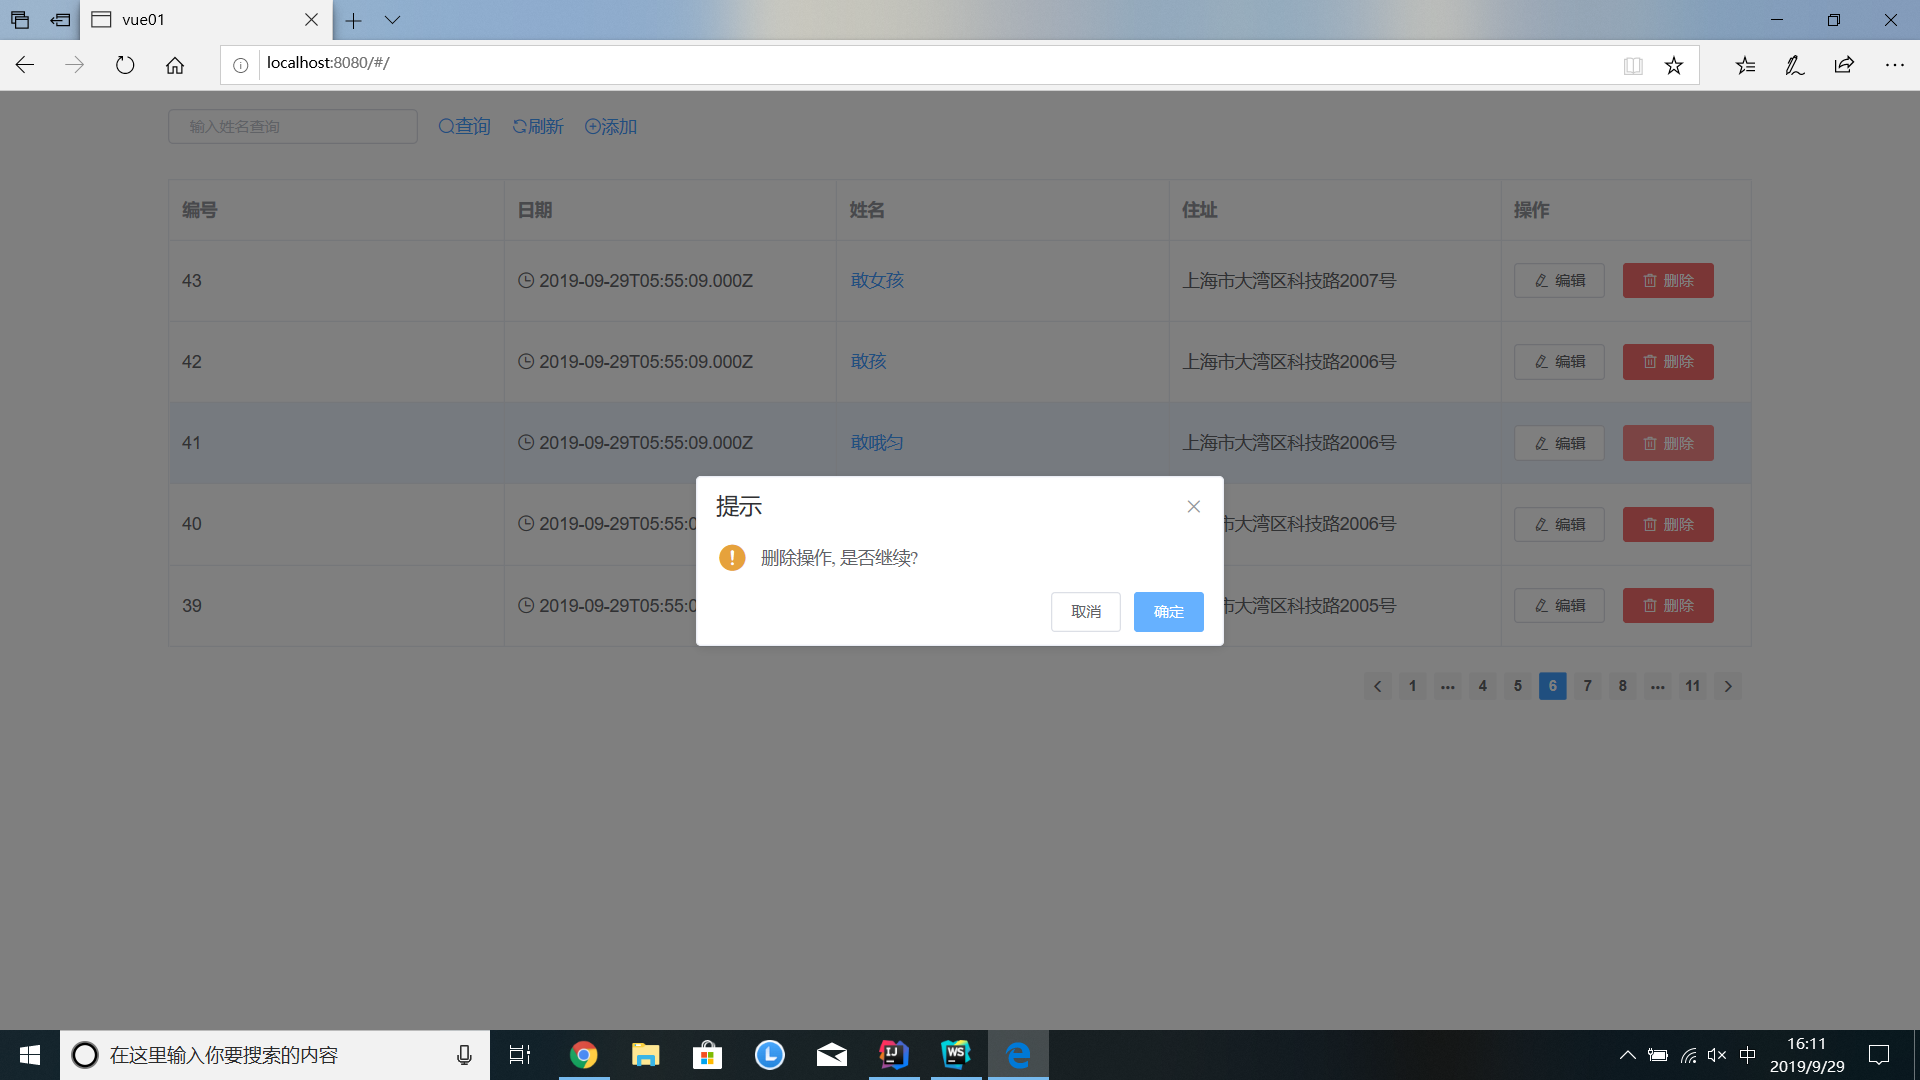 vue01
localhost:8080/#/
输入姓名查询 查询 刷新 添加
编号 日期 姓名 住址 操作
43 2019-09-29T05:55:09.000Z 敢女孩 上海市大湾区科技路2007号 编辑 删除
42 2019-09-29T05:55:09.000Z 敢孩 上海市大湾区科技路2006号 编辑 删除
41 2019-09-29T05:55:09.000Z 敢哦匀 上海市大湾区科技路2006号 编辑 删除
40 2019-09-29T05:55:0 市大湾区科技路2006号 编辑 删除
39 2019-09-29T05:55:0 市大湾区科技路2005号 编辑 删除
提示
删除操作, 是否继续?
取消 确定
1 ••• 4 5 6 7 8 ••• 11
在这里输入你要搜索的内容 IJ WS 中 16:11
2019/9/29